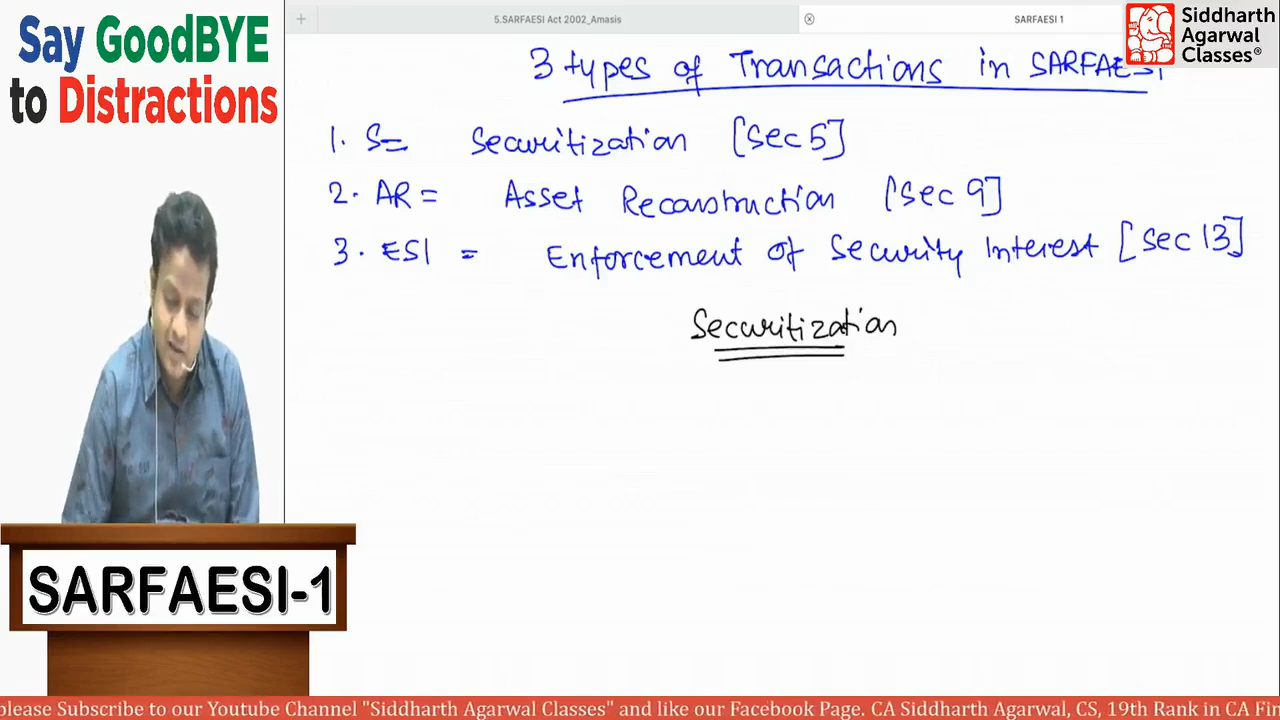 Say GoodBYE
to Distractions
5.SARFAESI Act 2002_Amasis
SARFAESI 1
Siddharth
Agarwal
Classes®
3 types of Transactions in SARFAESI
1. S= Securitization [Sec 5]
2. AR = Asset Reconstruction [Sec 9]
3. ESI = Enforcement of Security Interest [Sec 13]
Securitization
SARFAESI-1
please Subscribe to our Youtube Channel "Siddharth Agarwal Classes" and like our Facebook Page. CA Siddharth Agarwal, CS, 19th Rank in CA Fin